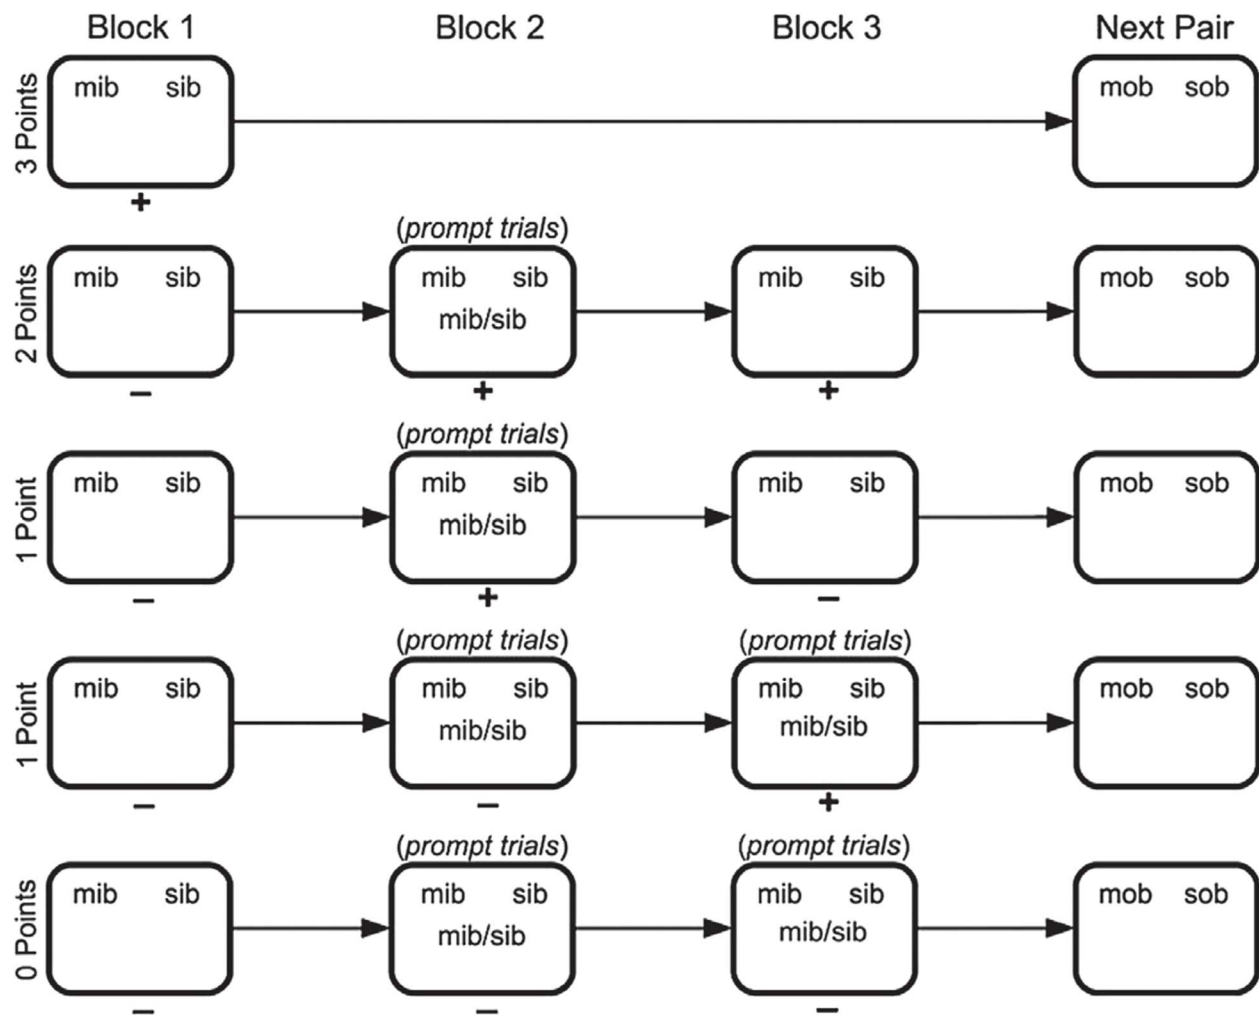 Block 1 Block 2 Block 3 Next Pair
3 Points
mib sib mob sob
+
(prompt trials)
2 Points
mib sib mib sib mib sib mob sob
mib/sib
– + +
(prompt trials)
1 Point
mib sib mib sib mib sib mob sob
mib/sib
– + –
(prompt trials) (prompt trials)
1 Point
mib sib mib sib mib sib mob sob
mib/sib mib/sib
– – +
(prompt trials) (prompt trials)
0 Points
mib sib mib sib mib sib mob sob
mib/sib mib/sib
– – –